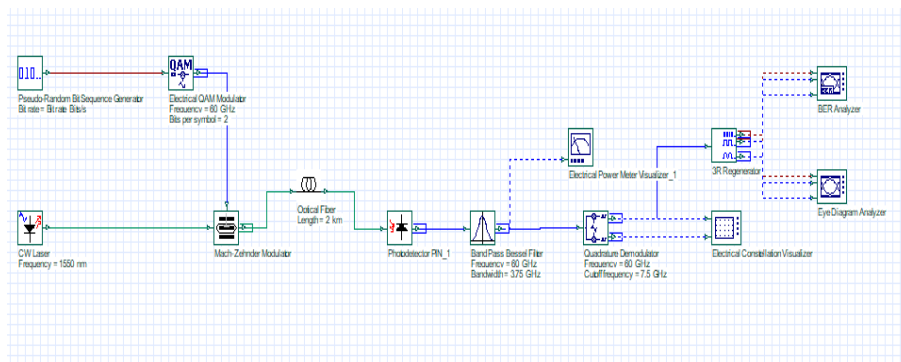 010..
QAM
Pseudo-Random Bit Sequence Generator
Bit rate = Bit rate Bits/s
Electrical QAM Modulator
Frequency = 60 GHz
Bits per symbol = 2
BER Analyzer
Electrical Power Meter Visualizer_1
3R Regenerator
Eye Diagram Analyzer
Optical Fiber
Length = 2 km
CW Laser
Frequency = 1550 nm
Mach-Zehnder Modulator
Photodetector PIN_1
Band Pass Bessel Filter
Frequency = 60 GHz
Bandwidth = 3.75 GHz
Quadrature Demodulator
Frequency = 60 GHz
Cutoff frequency = 7.5 GHz
Electrical Constellation Visualizer